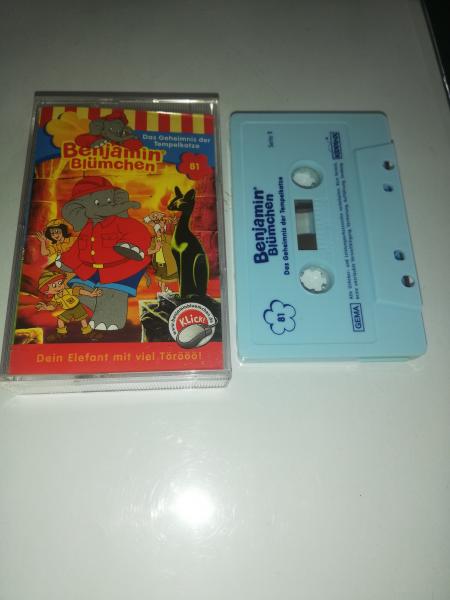 Das Geheimnis der
Tempelkatze
Benjamin
Blümchen
81
KLICK!
Dein Elefant mit viel Törööö!
Seite B
Benjamin
Blümchen
Das Geheimnis der Tempelkatze
81
GEMA